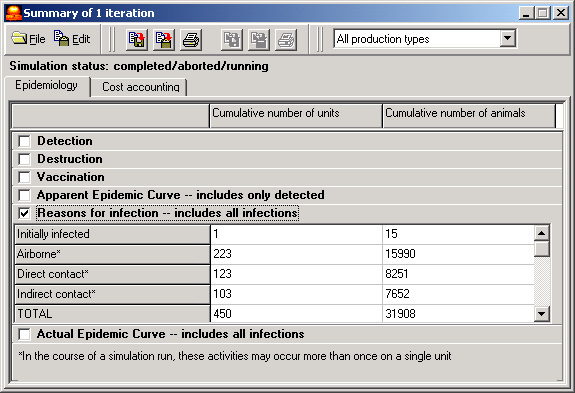 Summary of 1 iteration
File Edit All production types
Simulation status: completed/aborted/running
Epidemiology Cost accounting
Cumulative number of units Cumulative number of animals
Detection
Destruction
Vaccination
Apparent Epidemic Curve -- includes only detected
Reasons for infection -- includes all infections
Initially infected 1 15
Airborne* 223 15990
Direct contact* 123 8251
Indirect contact* 103 7652
TOTAL 450 31908
Actual Epidemic Curve -- includes all infections
*In the course of a simulation run, these activities may occur more than once on a single unit